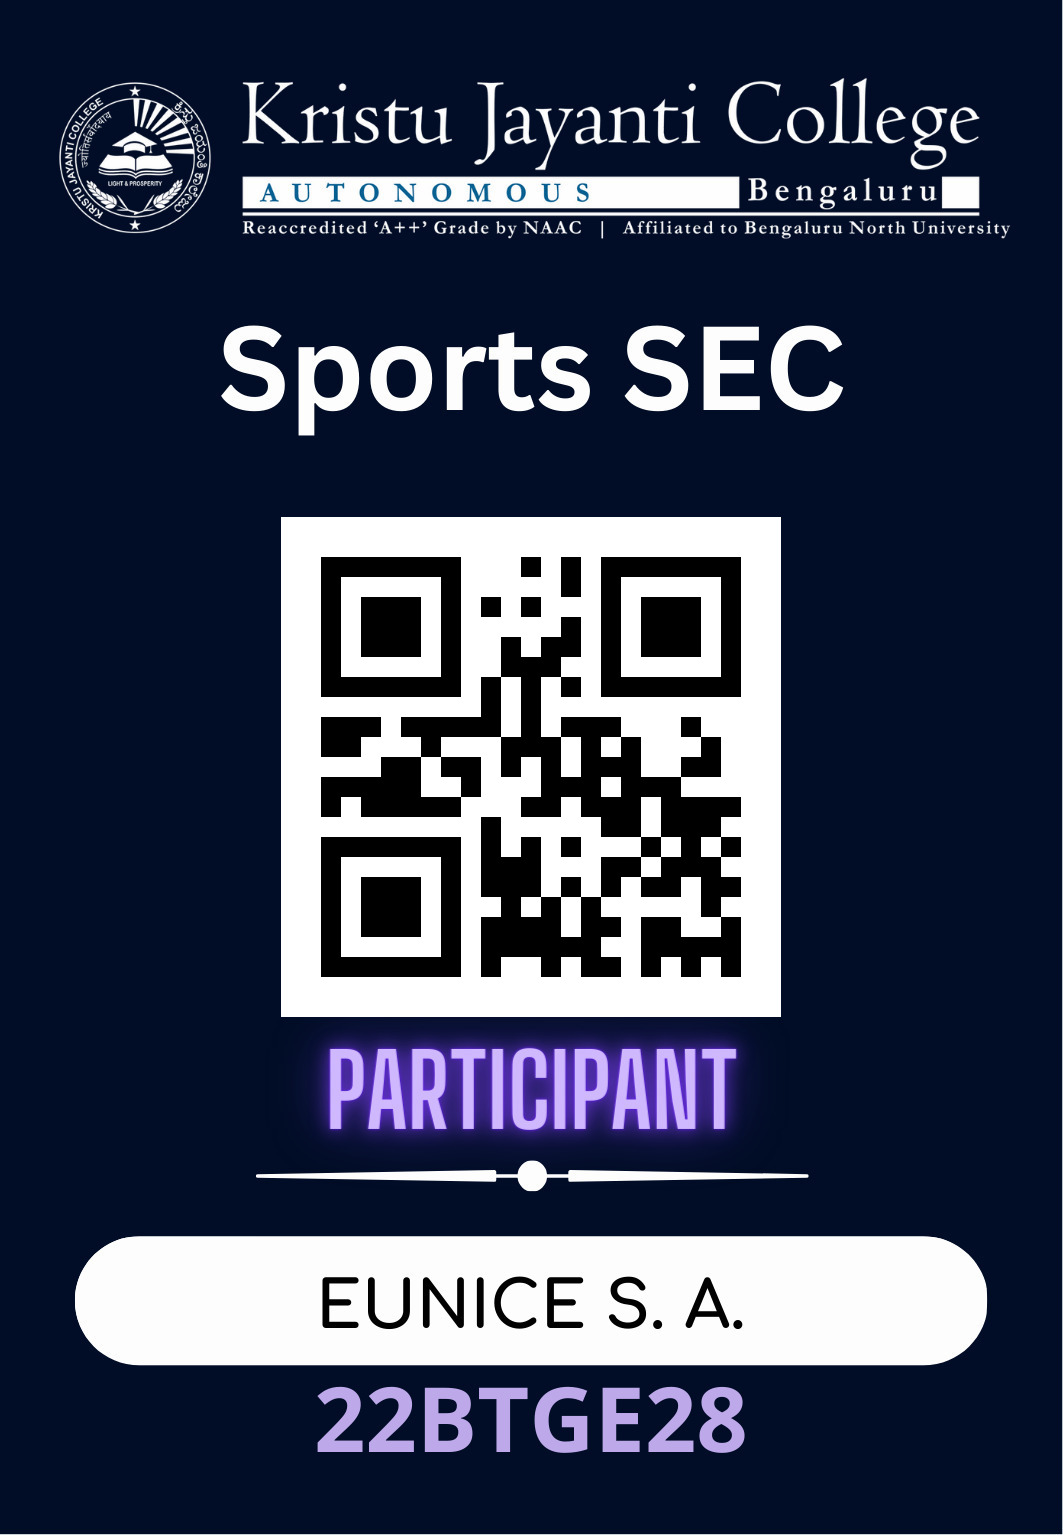 Kristu Jayanti College
AUTONOMOUS Bengaluru
Reaccredited ‘A++’ Grade by NAAC | Affiliated to Bengaluru North University
KRISTU JAYANTI COLLEGE
LIGHT & PROSPERITY
Sports SEC
PARTICIPANT
EUNICE S. A.
22BTGE28